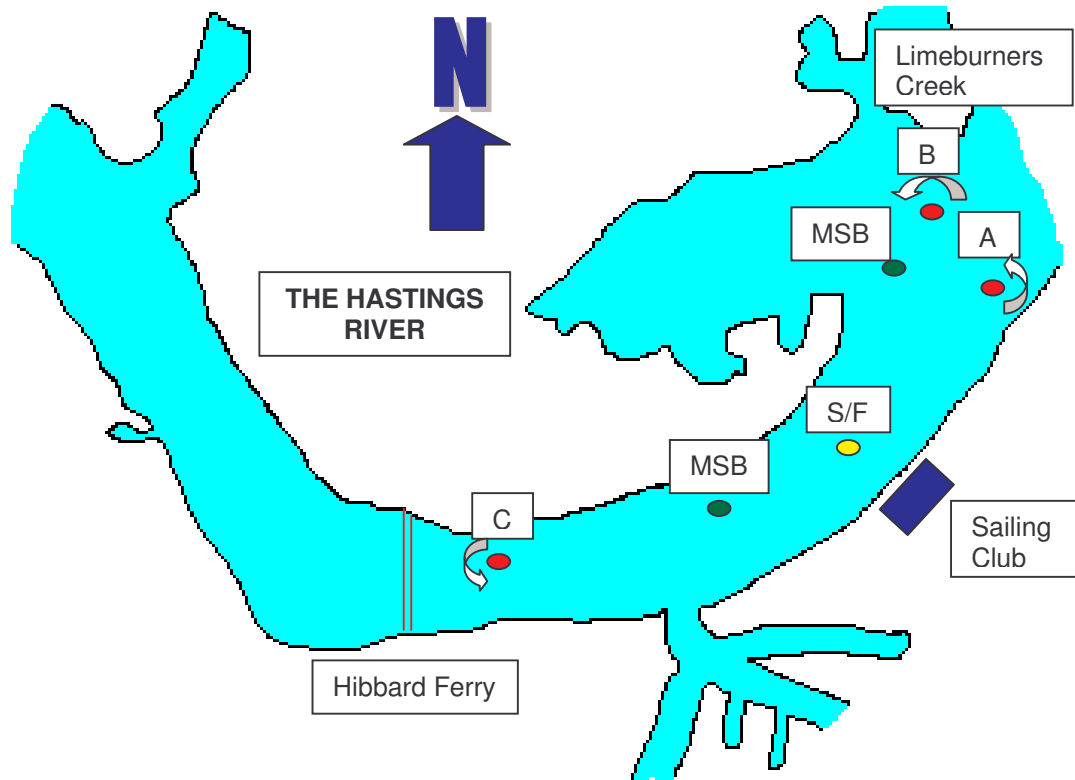 N
Limeburners
Creek
B
MSB
A
THE HASTINGS
RIVER
S/F
MSB
C
Sailing
Club
Hibbard Ferry